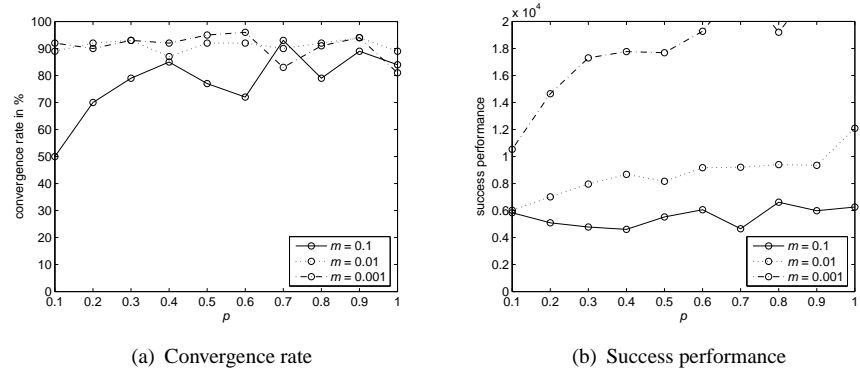 100
90
80
70
60
50
40
30
20
10
0
convergence rate in %
0.1 0.2 0.3 0.4 0.5 0.6 0.7 0.8 0.9 1
p
m = 0.1
m = 0.01
m = 0.001
(a) Convergence rate
x 10⁴
2
1.8
1.6
1.4
1.2
1
0.8
0.6
0.4
0.2
0
success performance
0.1 0.2 0.3 0.4 0.5 0.6 0.7 0.8 0.9 1
p
m = 0.1
m = 0.01
m = 0.001
(b) Success performance